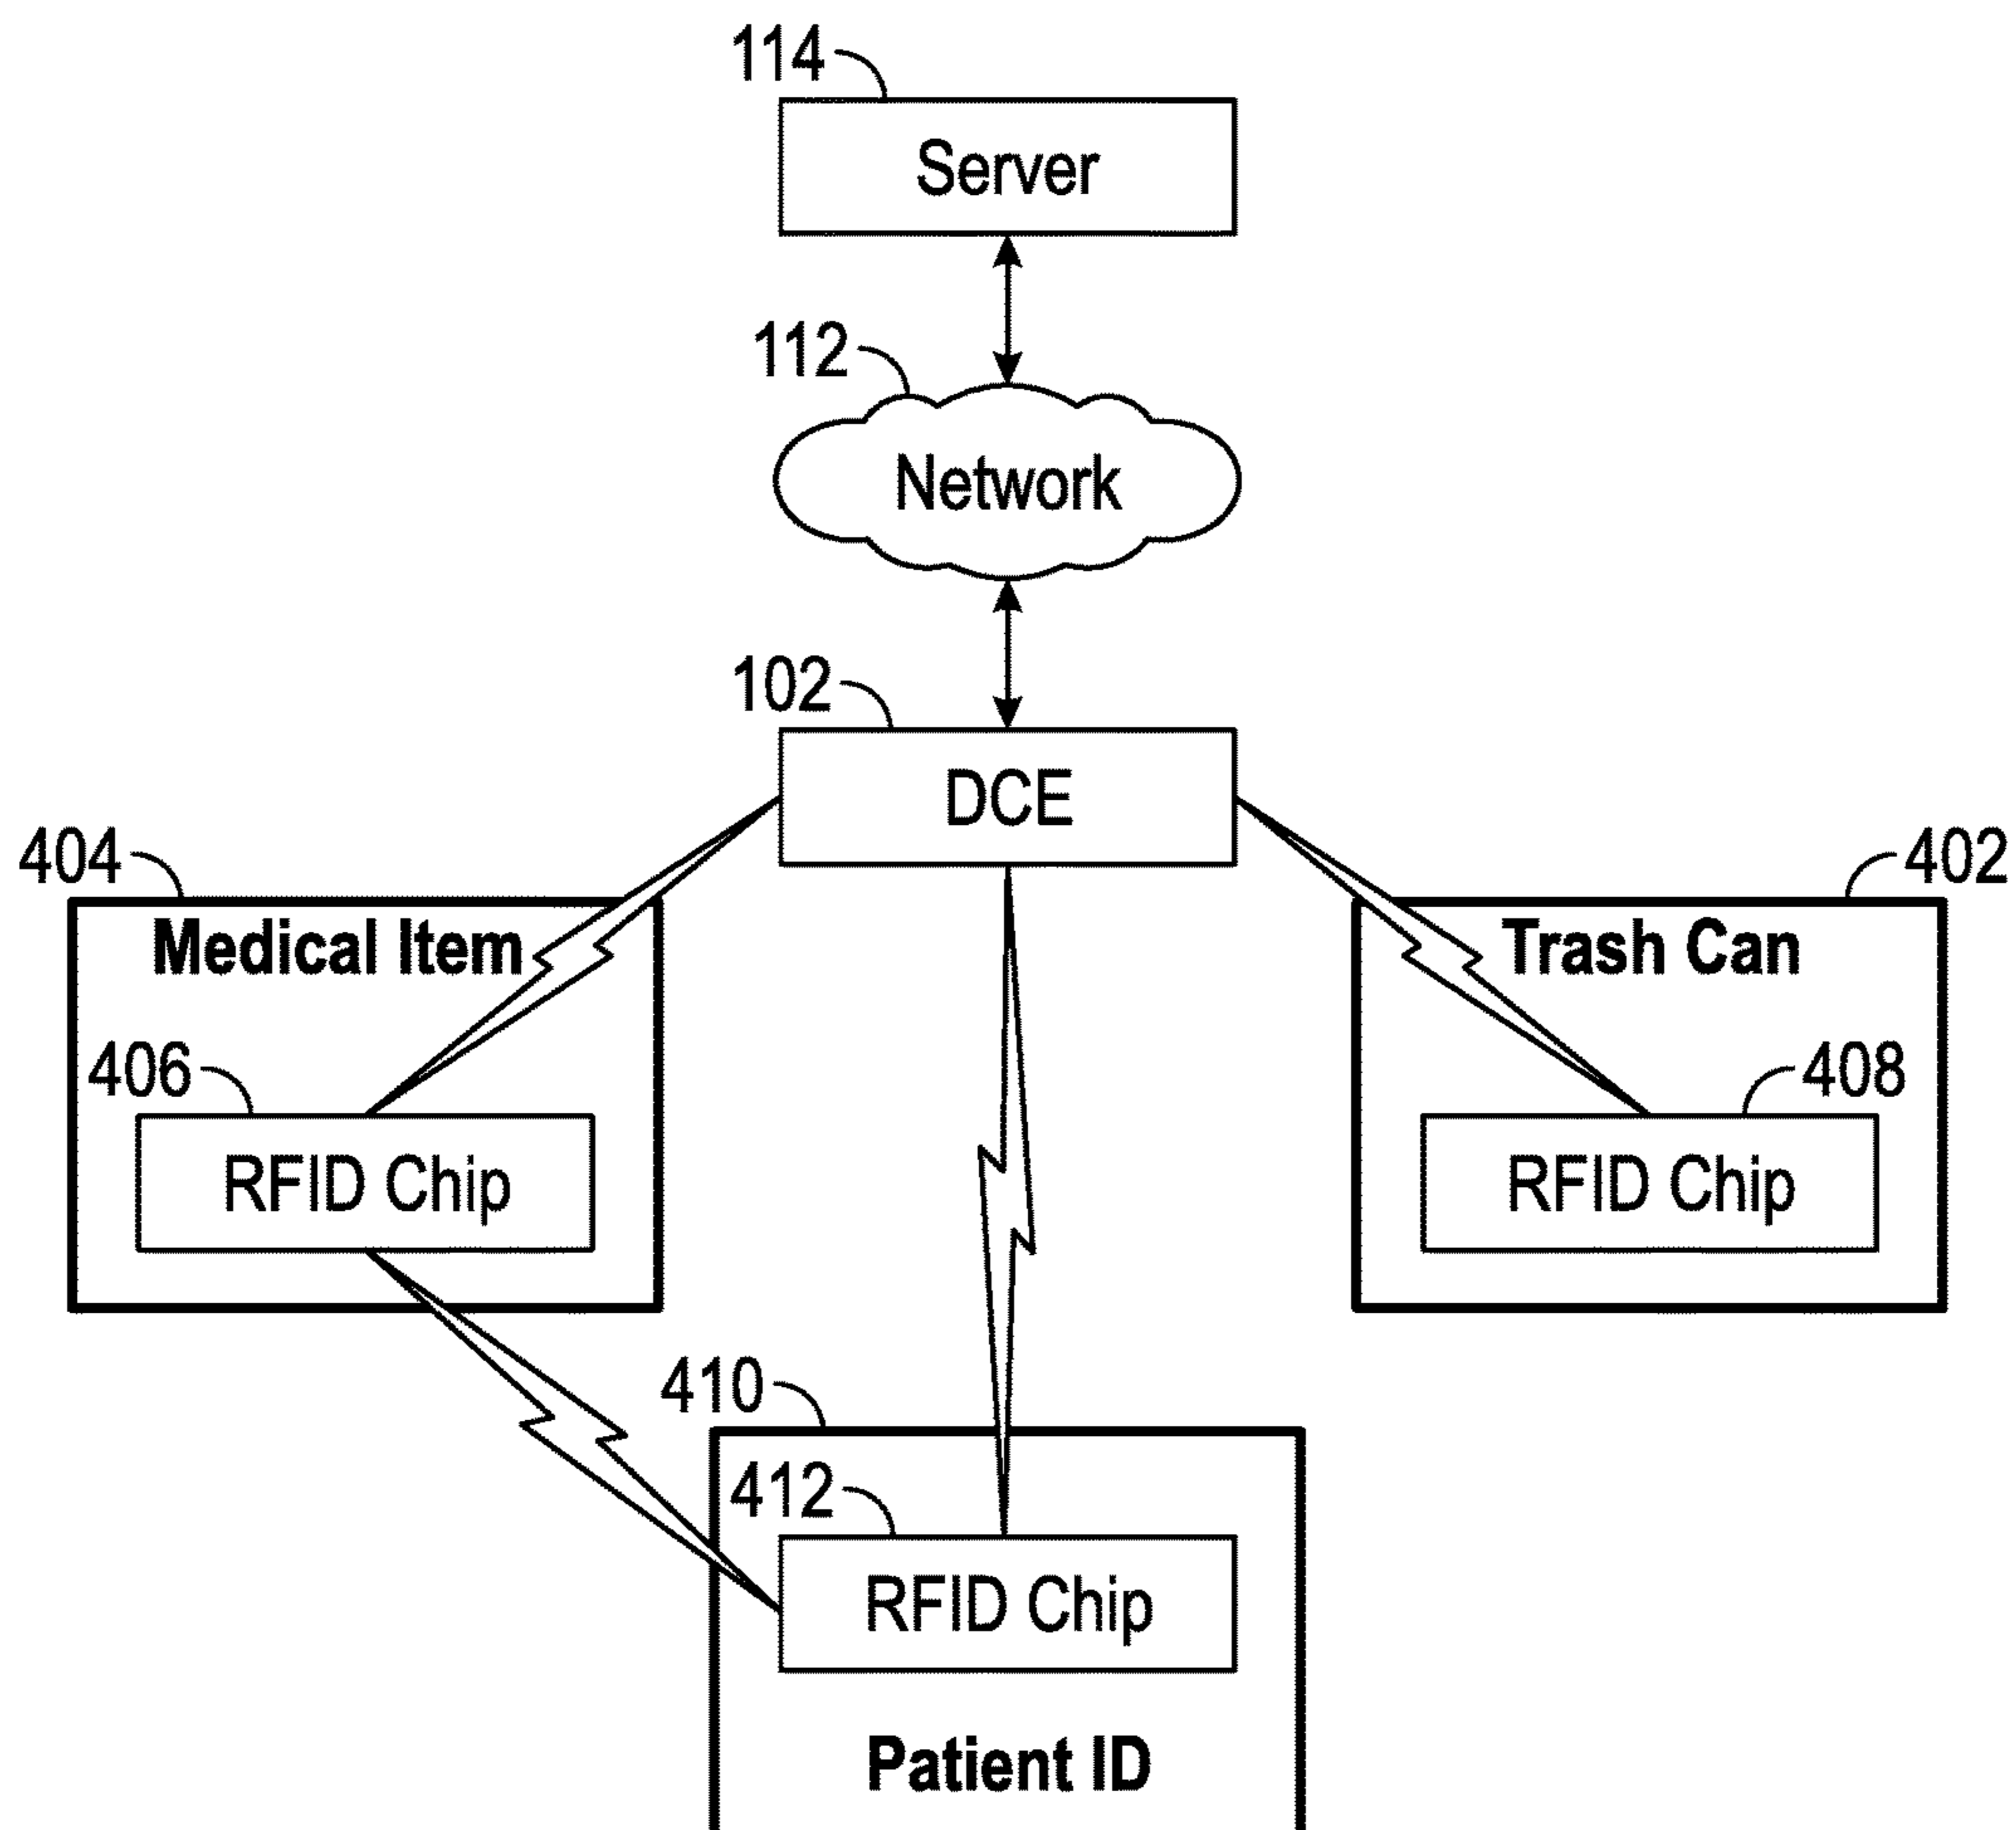 114
Server
112
Network
102
DCE
404
402
Medical Item
Trash Can
406
408
RFID Chip
RFID Chip
410
412
RFID Chip
Patient ID